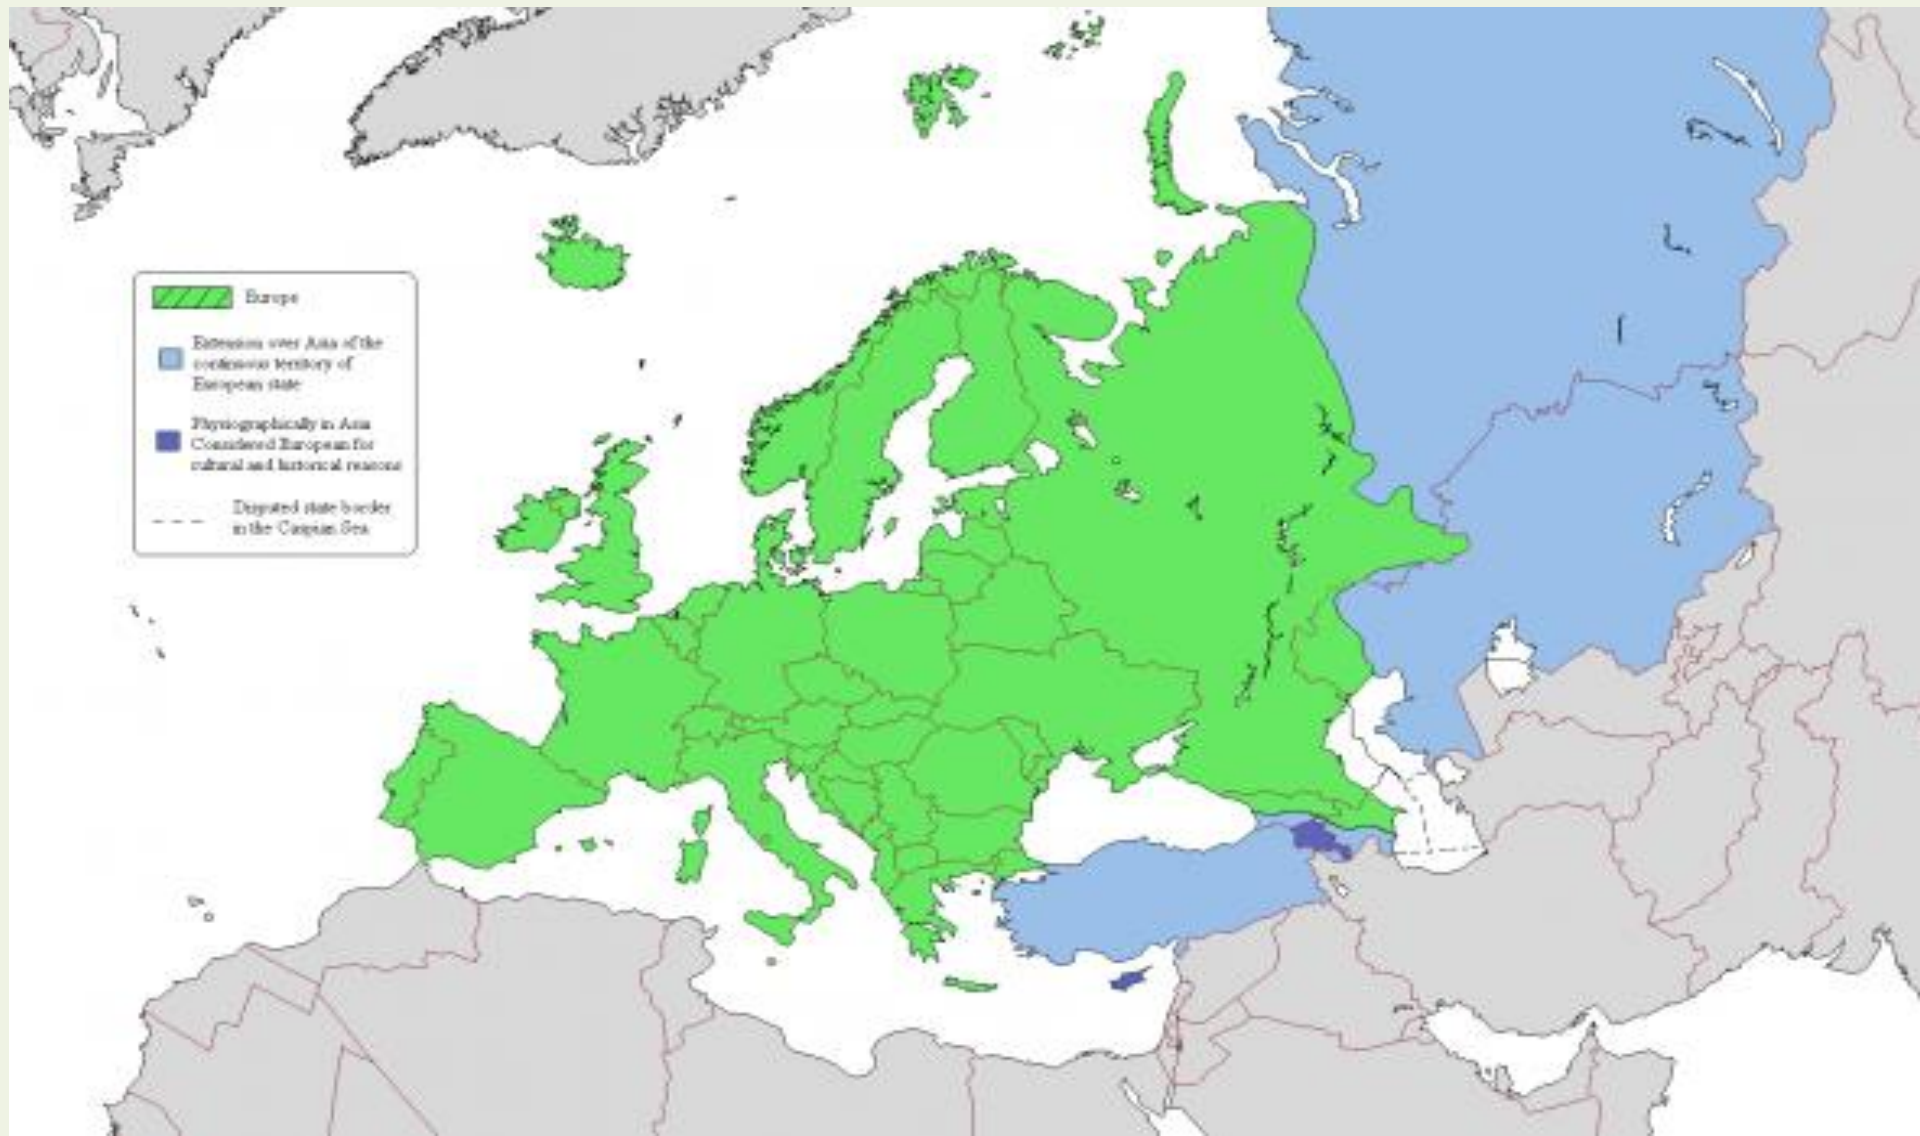 Europe
Extension over Asia of the
continuous territory of
European state
Physiographically in Asia
Considered European for
cultural and historical reasons
Disputed state border
in the Caspian Sea